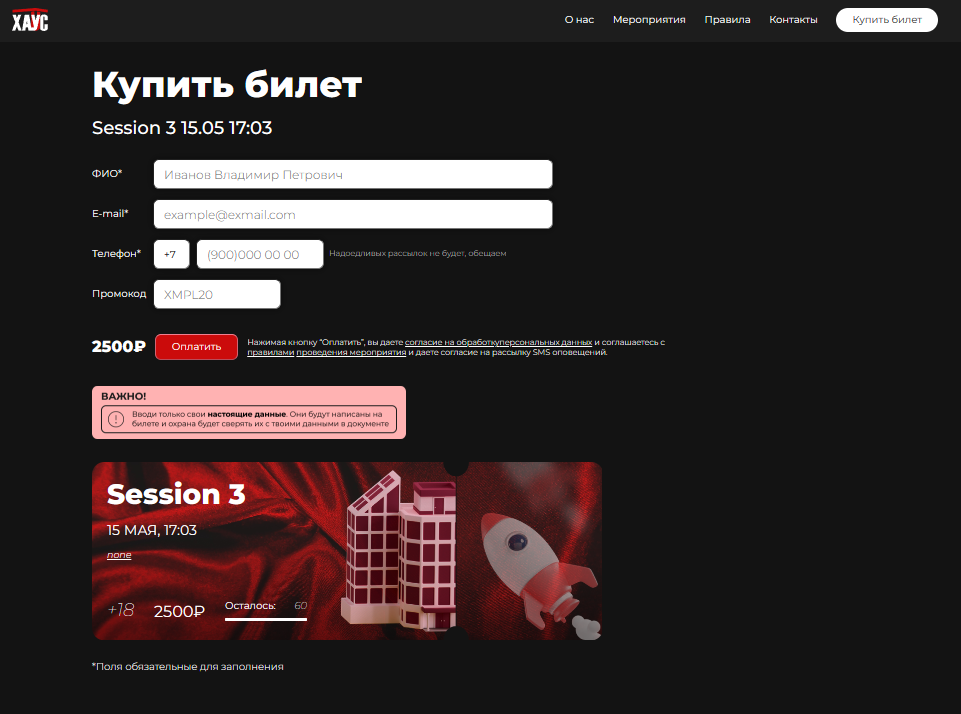 ХАУС
О нас Мероприятия Правила Контакты Купить билет
Купить билет
Session 3 15.05 17:03
ФИО* Иванов Владимир Петрович
E-mail* example@exmail.com
Телефон* +7 (900)000 00 00 Надоедливых рассылок не будет, обещаем
Промокод XMPL20
2500₽ Оплатить
Нажимая кнопку "Оплатить", вы даете согласие на обработкуперсональных данных и соглашаетесь с
правилами проведения мероприятия и даете согласие на рассылку SMS оповещений.
ВАЖНО!
Вводи только свои настоящие данные. Они будут написаны на
билете и охрана будет сверять их с твоими данными в документе
Session 3
15 МАЯ, 17:03
none
+18 2500₽ Осталось: 60
*Поля обязательные для заполнения